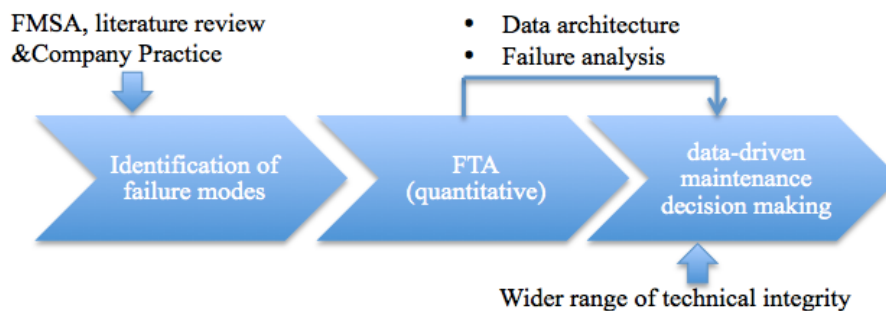 FMSA, literature review
&Company Practice
• Data architecture
• Failure analysis
Identification of
failure modes
FTA
(quantitative)
data-driven
maintenance
decision making
Wider range of technical integrity